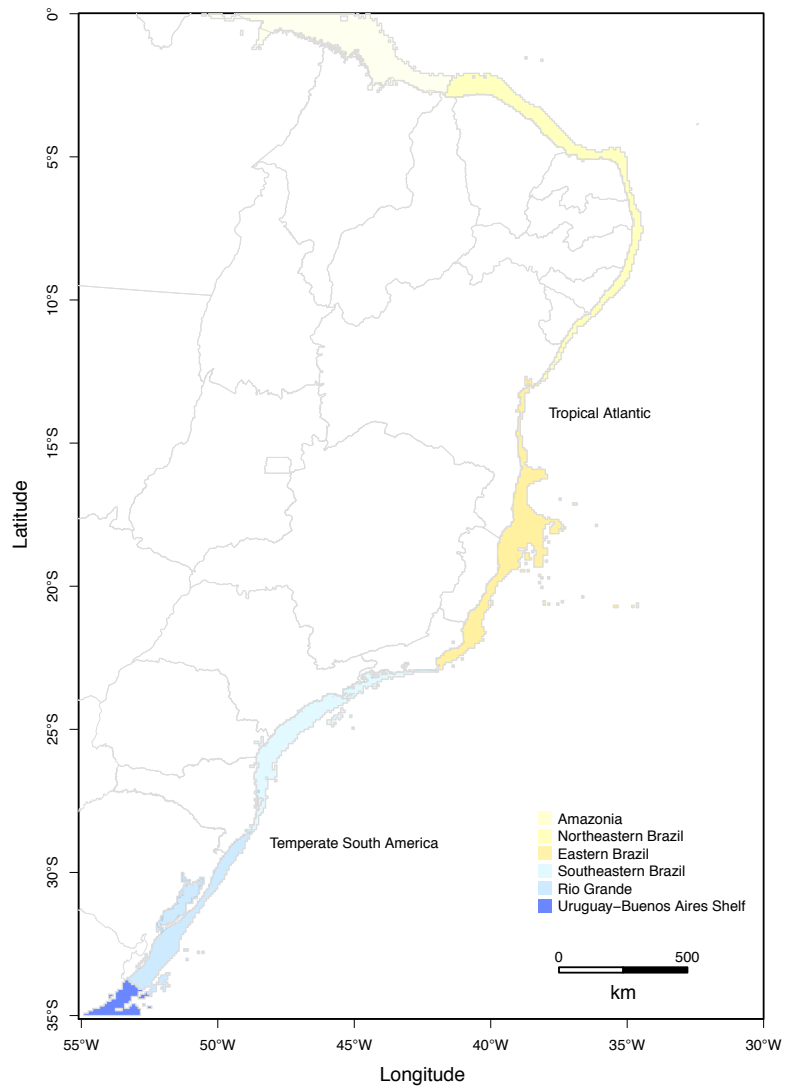 0°
5°S
10°S
15°S
20°S
25°S
30°S
35°S
Latitude
Tropical Atlantic
Temperate South America
Amazonia
Northeastern Brazil
Eastern Brazil
Southeastern Brazil
Rio Grande
Uruguay−Buenos Aires Shelf
0 500
km
55°W 50°W 45°W 40°W 35°W 30°W
Longitude